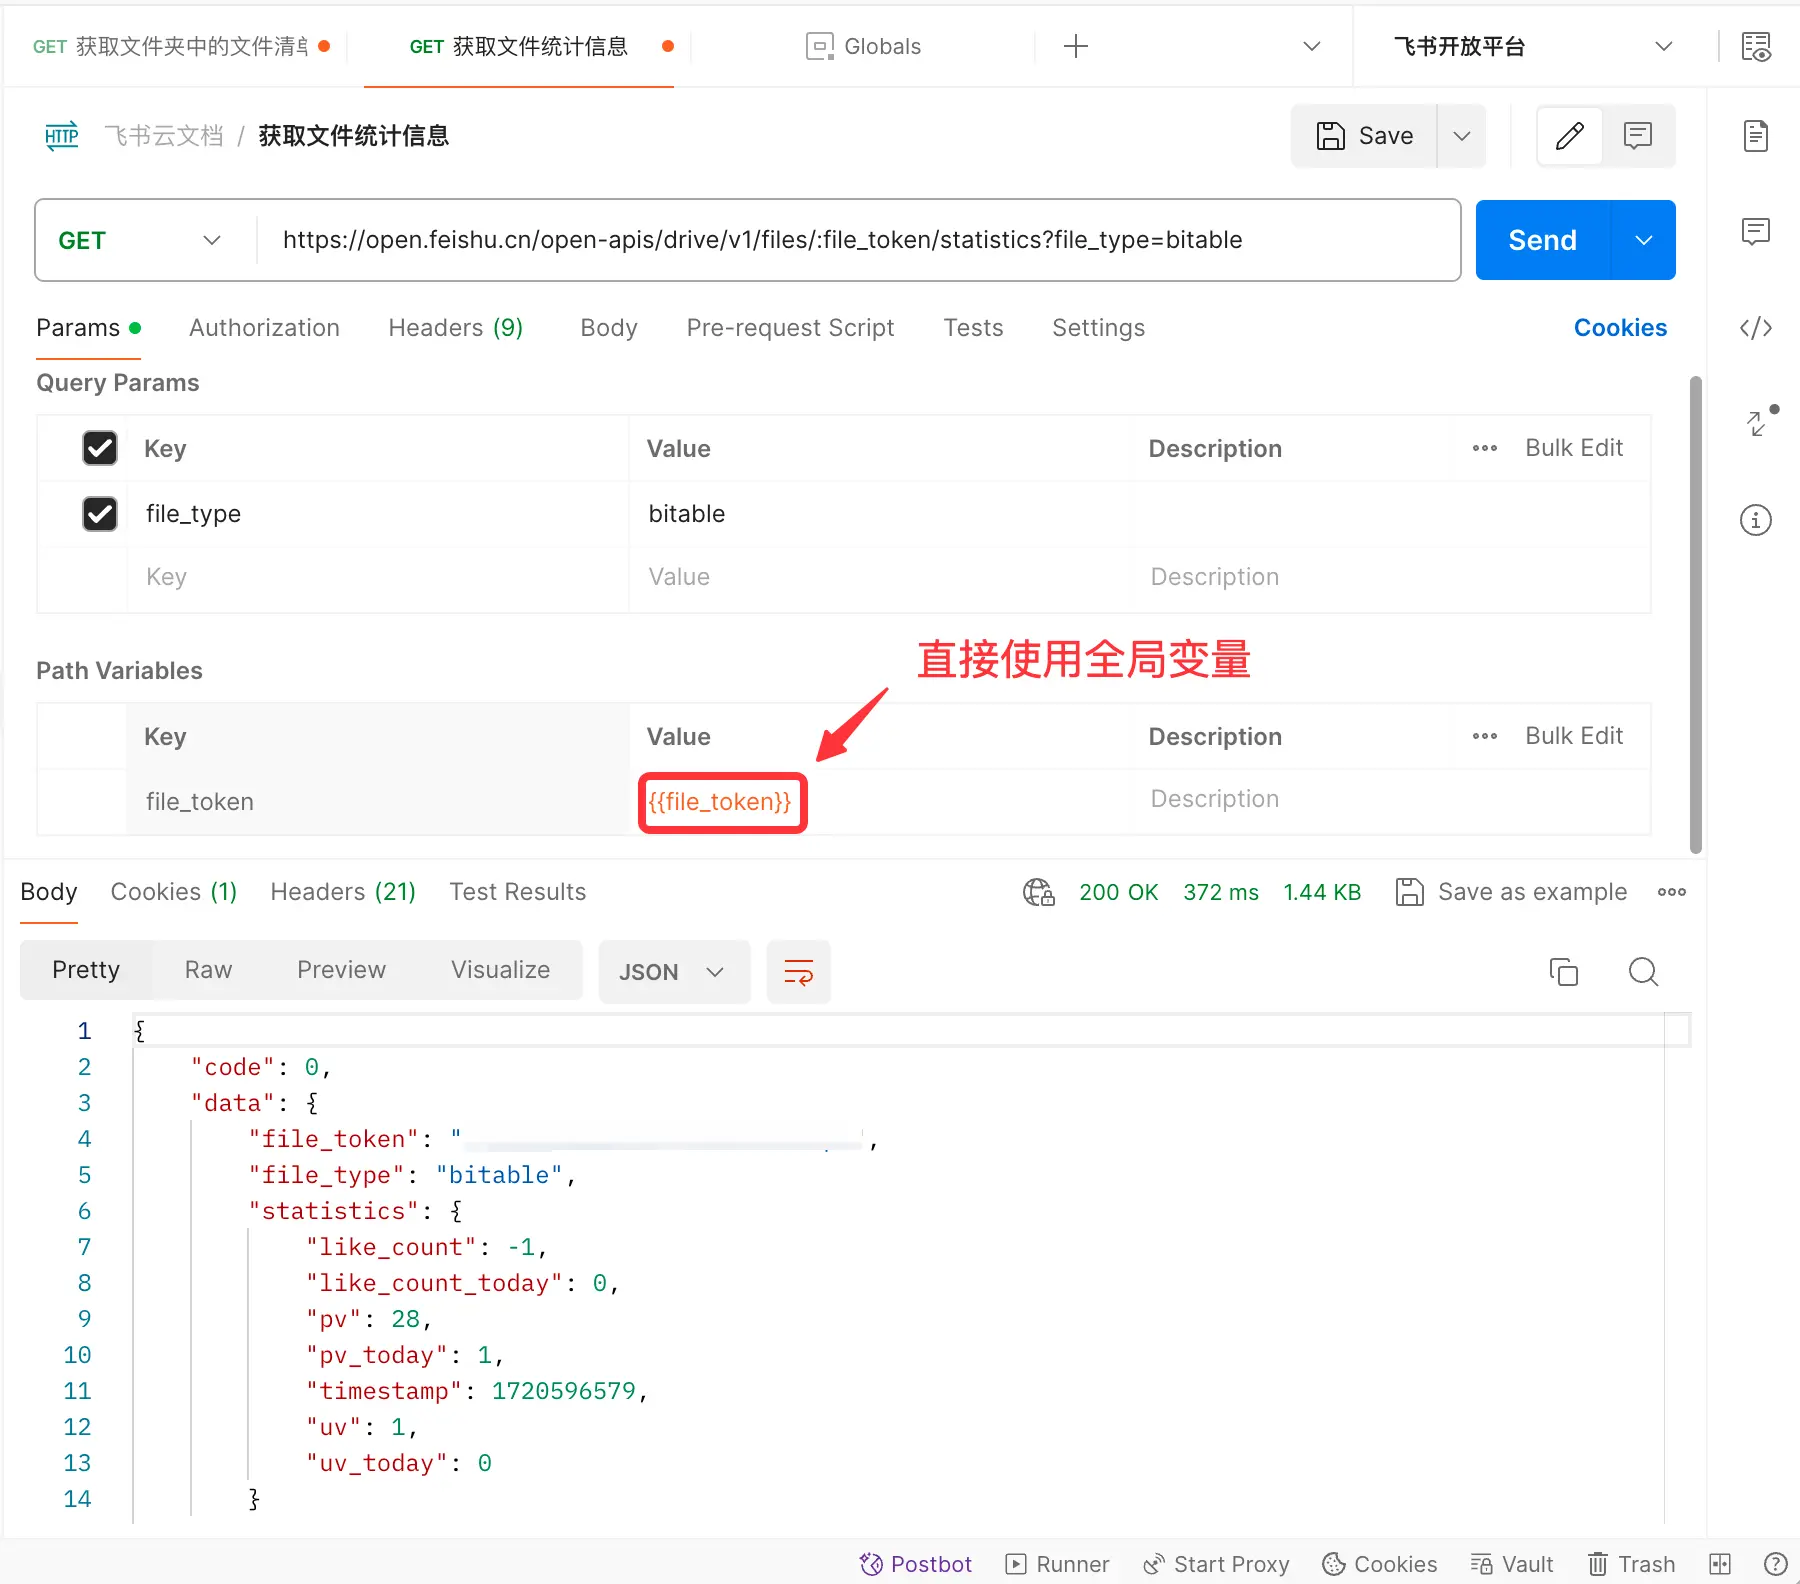 GET 获取文件夹中的文件清单
GET 获取文件统计信息
Globals
飞书开放平台
HTTP
飞书云文档 / 获取文件统计信息
Save
GET
https://open.feishu.cn/open-apis/drive/v1/files/:file_token/statistics?file_type=bitable
Send
Params
Authorization
Headers (9)
Body
Pre-request Script
Tests
Settings
Cookies
Query Params
Key
Value
Description
Bulk Edit
file_type
bitable
Key
Value
Description
直接使用全局变量
Path Variables
Key
Value
Description
Bulk Edit
file_token
{{file_token}}
Description
Body
Cookies (1)
Headers (21)
Test Results
200 OK
372 ms
1.44 KB
Save as example
Pretty
Raw
Preview
Visualize
JSON
1 {
2 "code": 0,
3 "data": {
4 "file_token": " ,
5 "file_type": "bitable",
6 "statistics": {
7 "like_count": -1,
8 "like_count_today": 0,
9 "pv": 28,
10 "pv_today": 1,
11 "timestamp": 1720596579,
12 "uv": 1,
13 "uv_today": 0
14 }
Postbot
Runner
Start Proxy
Cookies
Vault
Trash